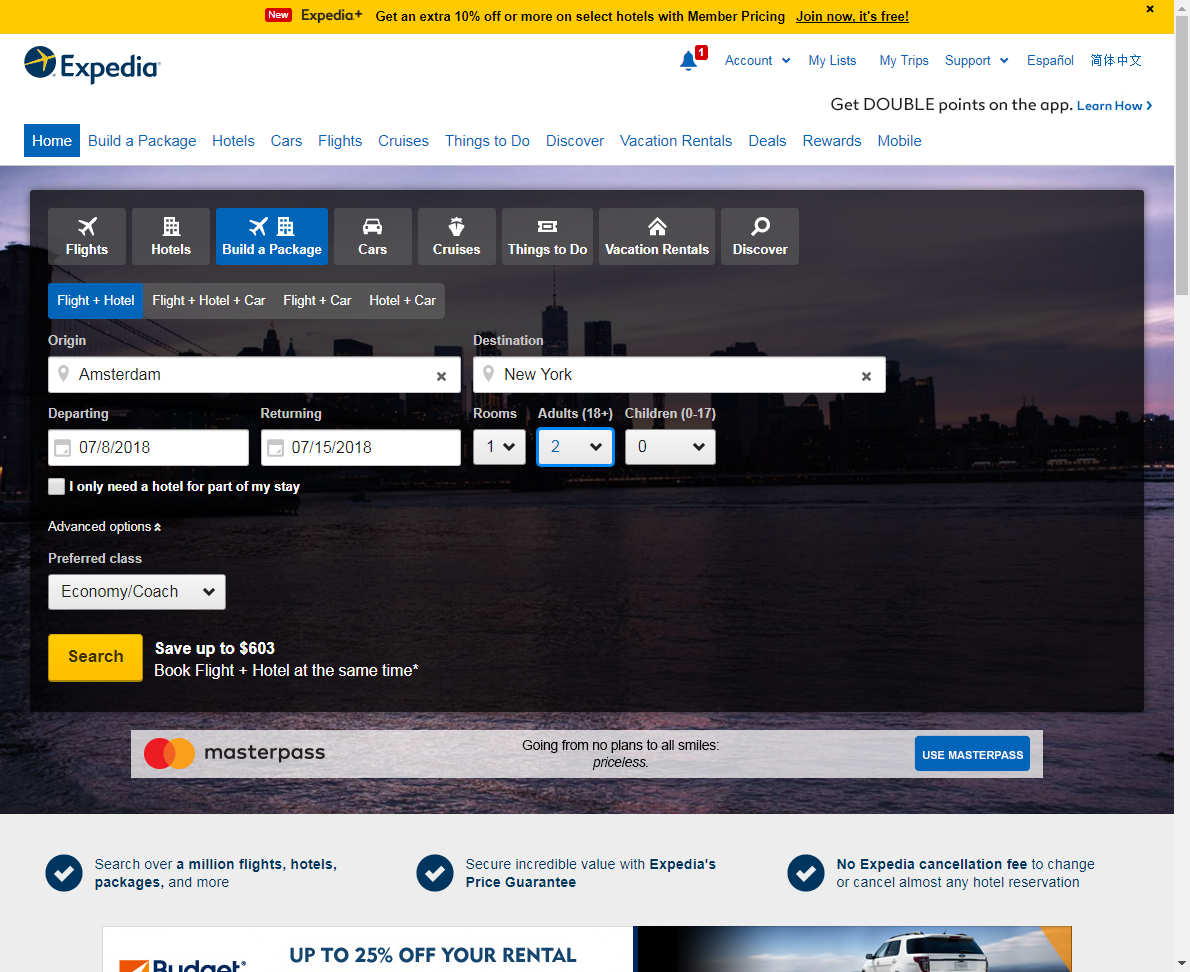 New Expedia+ Get an extra 10% off or more on select hotels with Member Pricing Join now, it's free!
Expedia
1 Account My Lists My Trips Support Español 简体中文
Get DOUBLE points on the app. Learn How
Home Build a Package Hotels Cars Flights Cruises Things to Do Discover Vacation Rentals Deals Rewards Mobile
Flights Hotels Build a Package Cars Cruises Things to Do Vacation Rentals Discover
Flight + Hotel Flight + Hotel + Car Flight + Car Hotel + Car
Origin Destination
Amsterdam New York
Departing Returning Rooms Adults (18+) Children (0-17)
07/8/2018 07/15/2018 1 2 0
I only need a hotel for part of my stay
Advanced options
Preferred class
Economy/Coach
Search Save up to $603
Book Flight + Hotel at the same time*
masterpass Going from no plans to all smiles:
priceless. USE MASTERPASS
Search over a million flights, hotels,
packages, and more
Secure incredible value with Expedia's
Price Guarantee
No Expedia cancellation fee to change
or cancel almost any hotel reservation
UP TO 25% OFF YOUR RENTAL
Budget